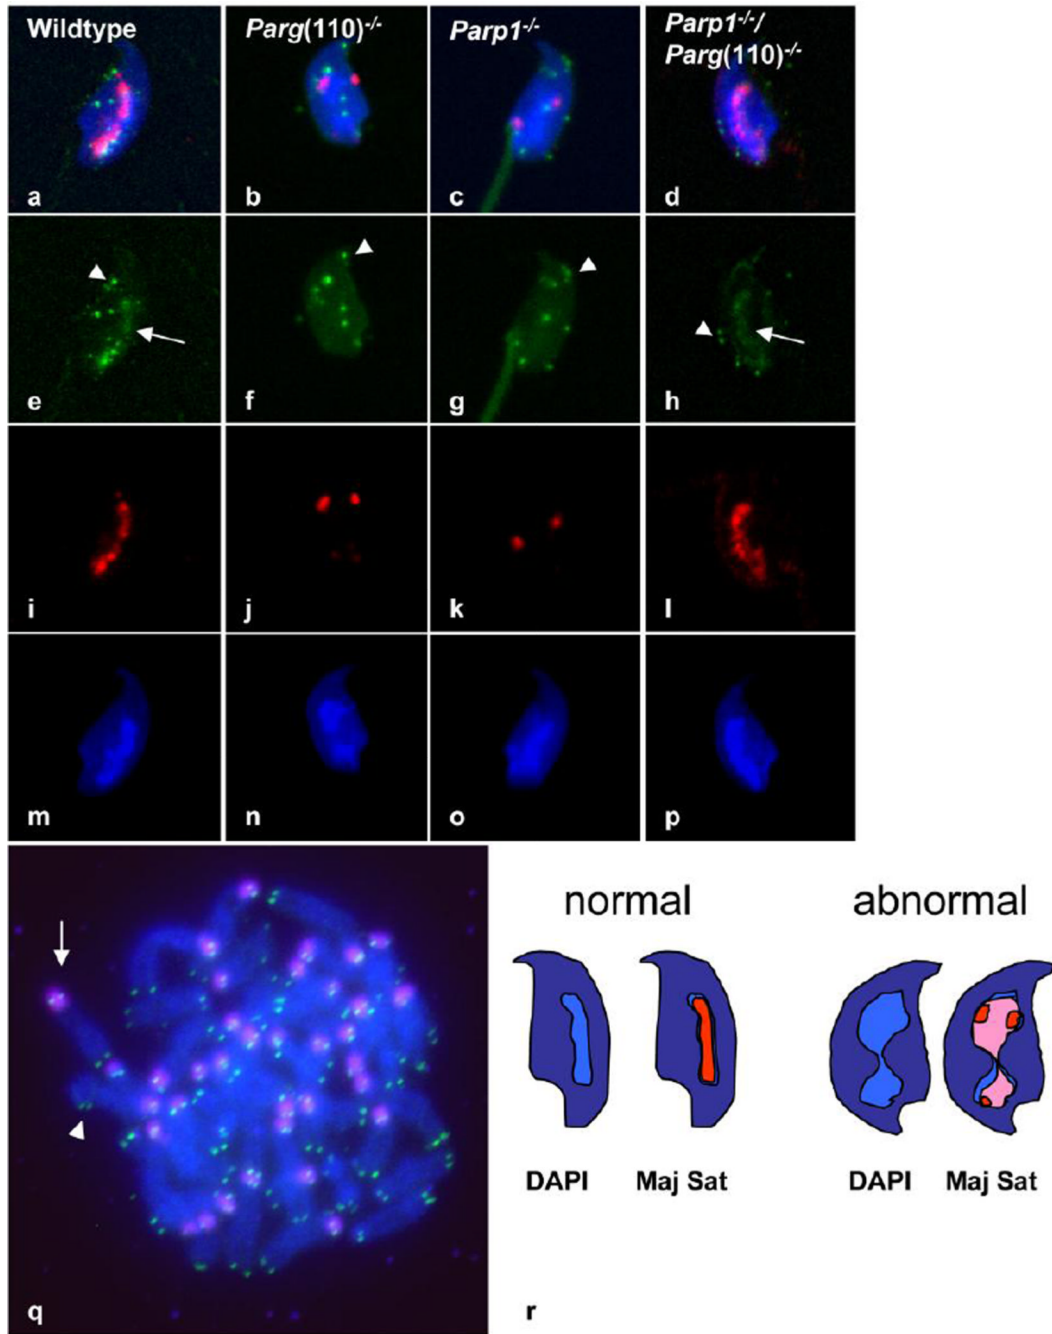 Wildtype
Parg(110)-/-
Parp1-/-
Parp1-/-/
Parg(110)-/-
a
b
c
d
e
f
g
h
i
j
k
l
m
n
o
p
q
normal
abnormal
DAPI
Maj Sat
DAPI
Maj Sat
r